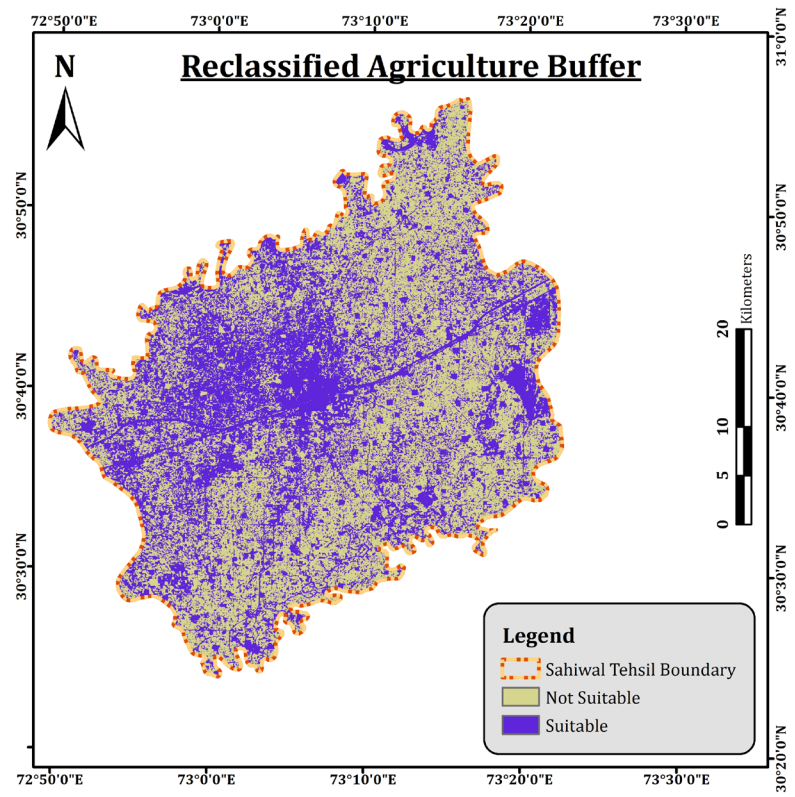 72°50'0"E 73°0'0"E 73°10'0"E 73°20'0"E 73°30'0"E
31°0'0"N
Reclassified Agriculture Buffer
N
30°50'0"N
30°50'0"N
Kilometers
20
30°40'0"N
30°40'0"N
10
5
0
30°30'0"N
30°30'0"N
Legend
Sahiwal Tehsil Boundary
Not Suitable
Suitable
30°20'0"N
72°50'0"E 73°0'0"E 73°10'0"E 73°20'0"E 73°30'0"E